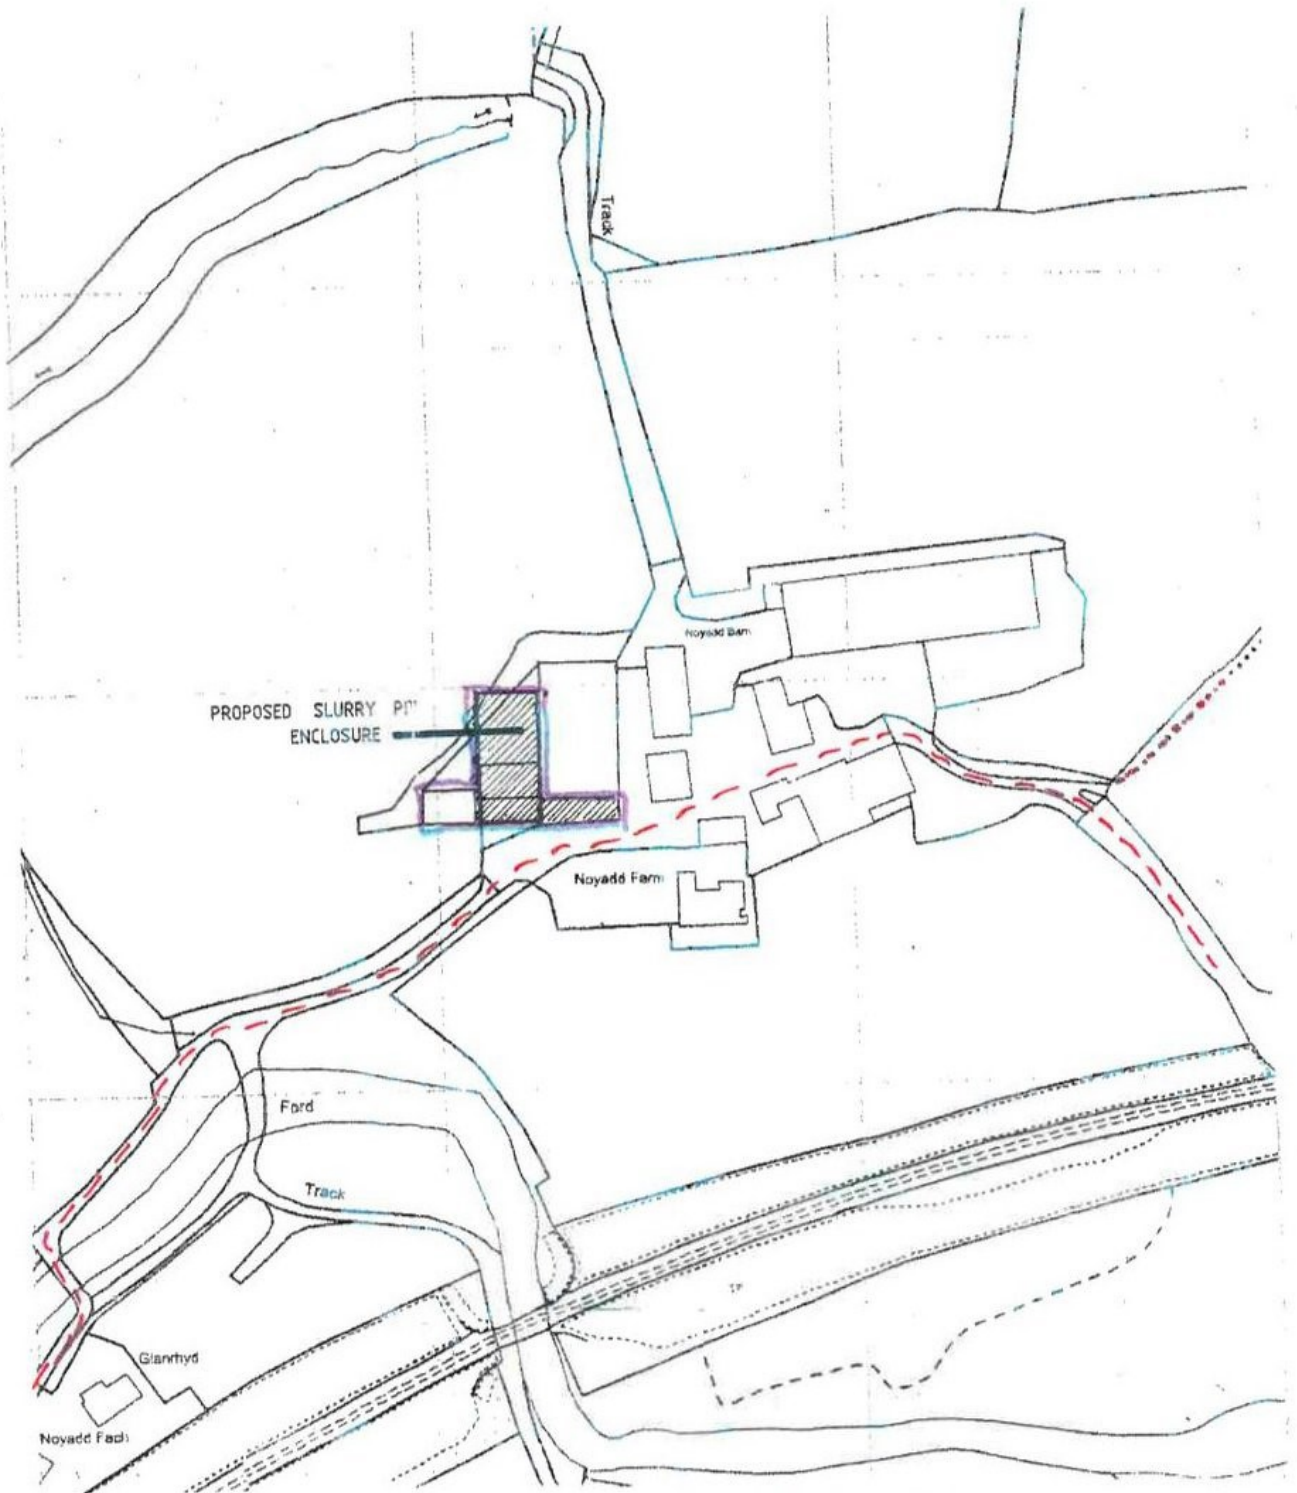 Track
Noyadd Barn
PROPOSED SLURRY PIT
ENCLOSURE
Noyadd Farm
Ford
Track
Glanrhyd
Noyadd Fach